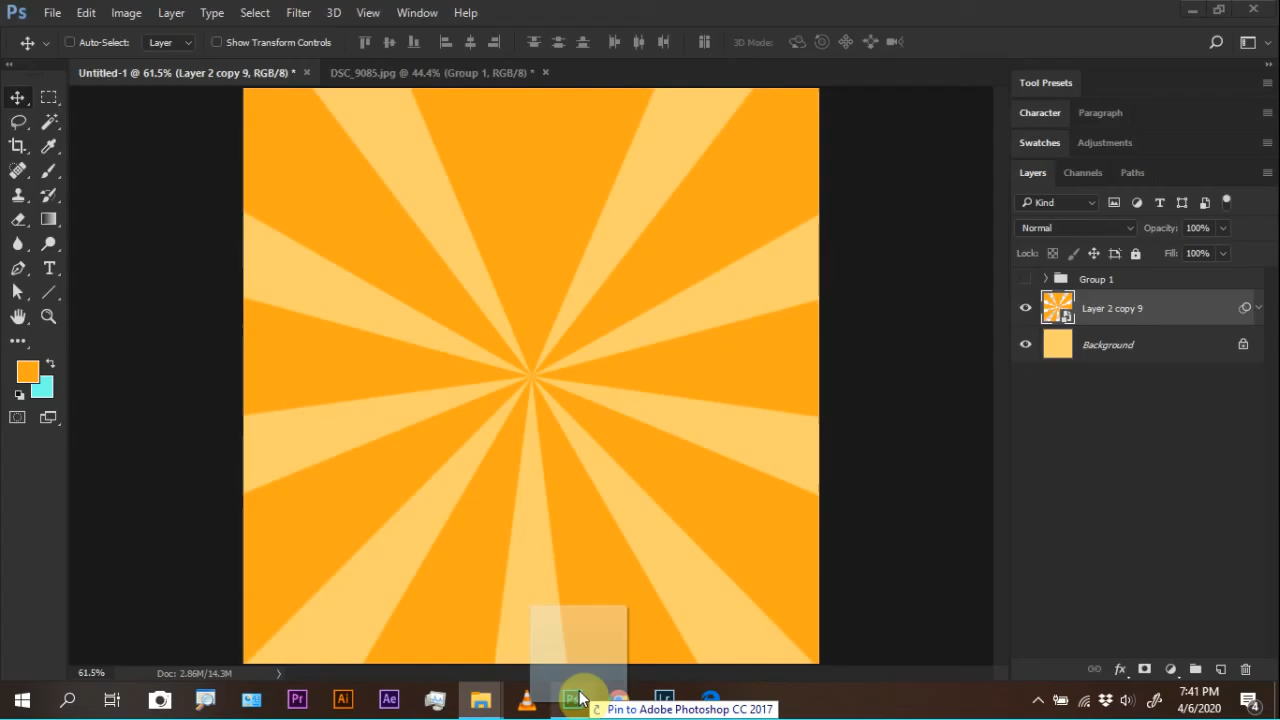 Ps File Edit Image Layer Type Select Filter 3D View Window Help
Auto-Select: Layer Show Transform Controls 3D Mode:
Untitled-1 @ 61.5% (Layer 2 copy 9, RGB/8) * × DSC_9085.jpg @ 44.4% (Group 1, RGB/8) * ×
Tool Presets
Character Paragraph
Swatches Adjustments
Layers Channels Paths
Kind
Normal Opacity: 100%
Lock: Fill: 100%
Group 1
Layer 2 copy 9
Background
61.5% Doc: 2.86M/14.3M
Pr Ai Ae Ps Lr
Pin to Adobe Photoshop CC 2017
7:41 PM
4/6/2020
4